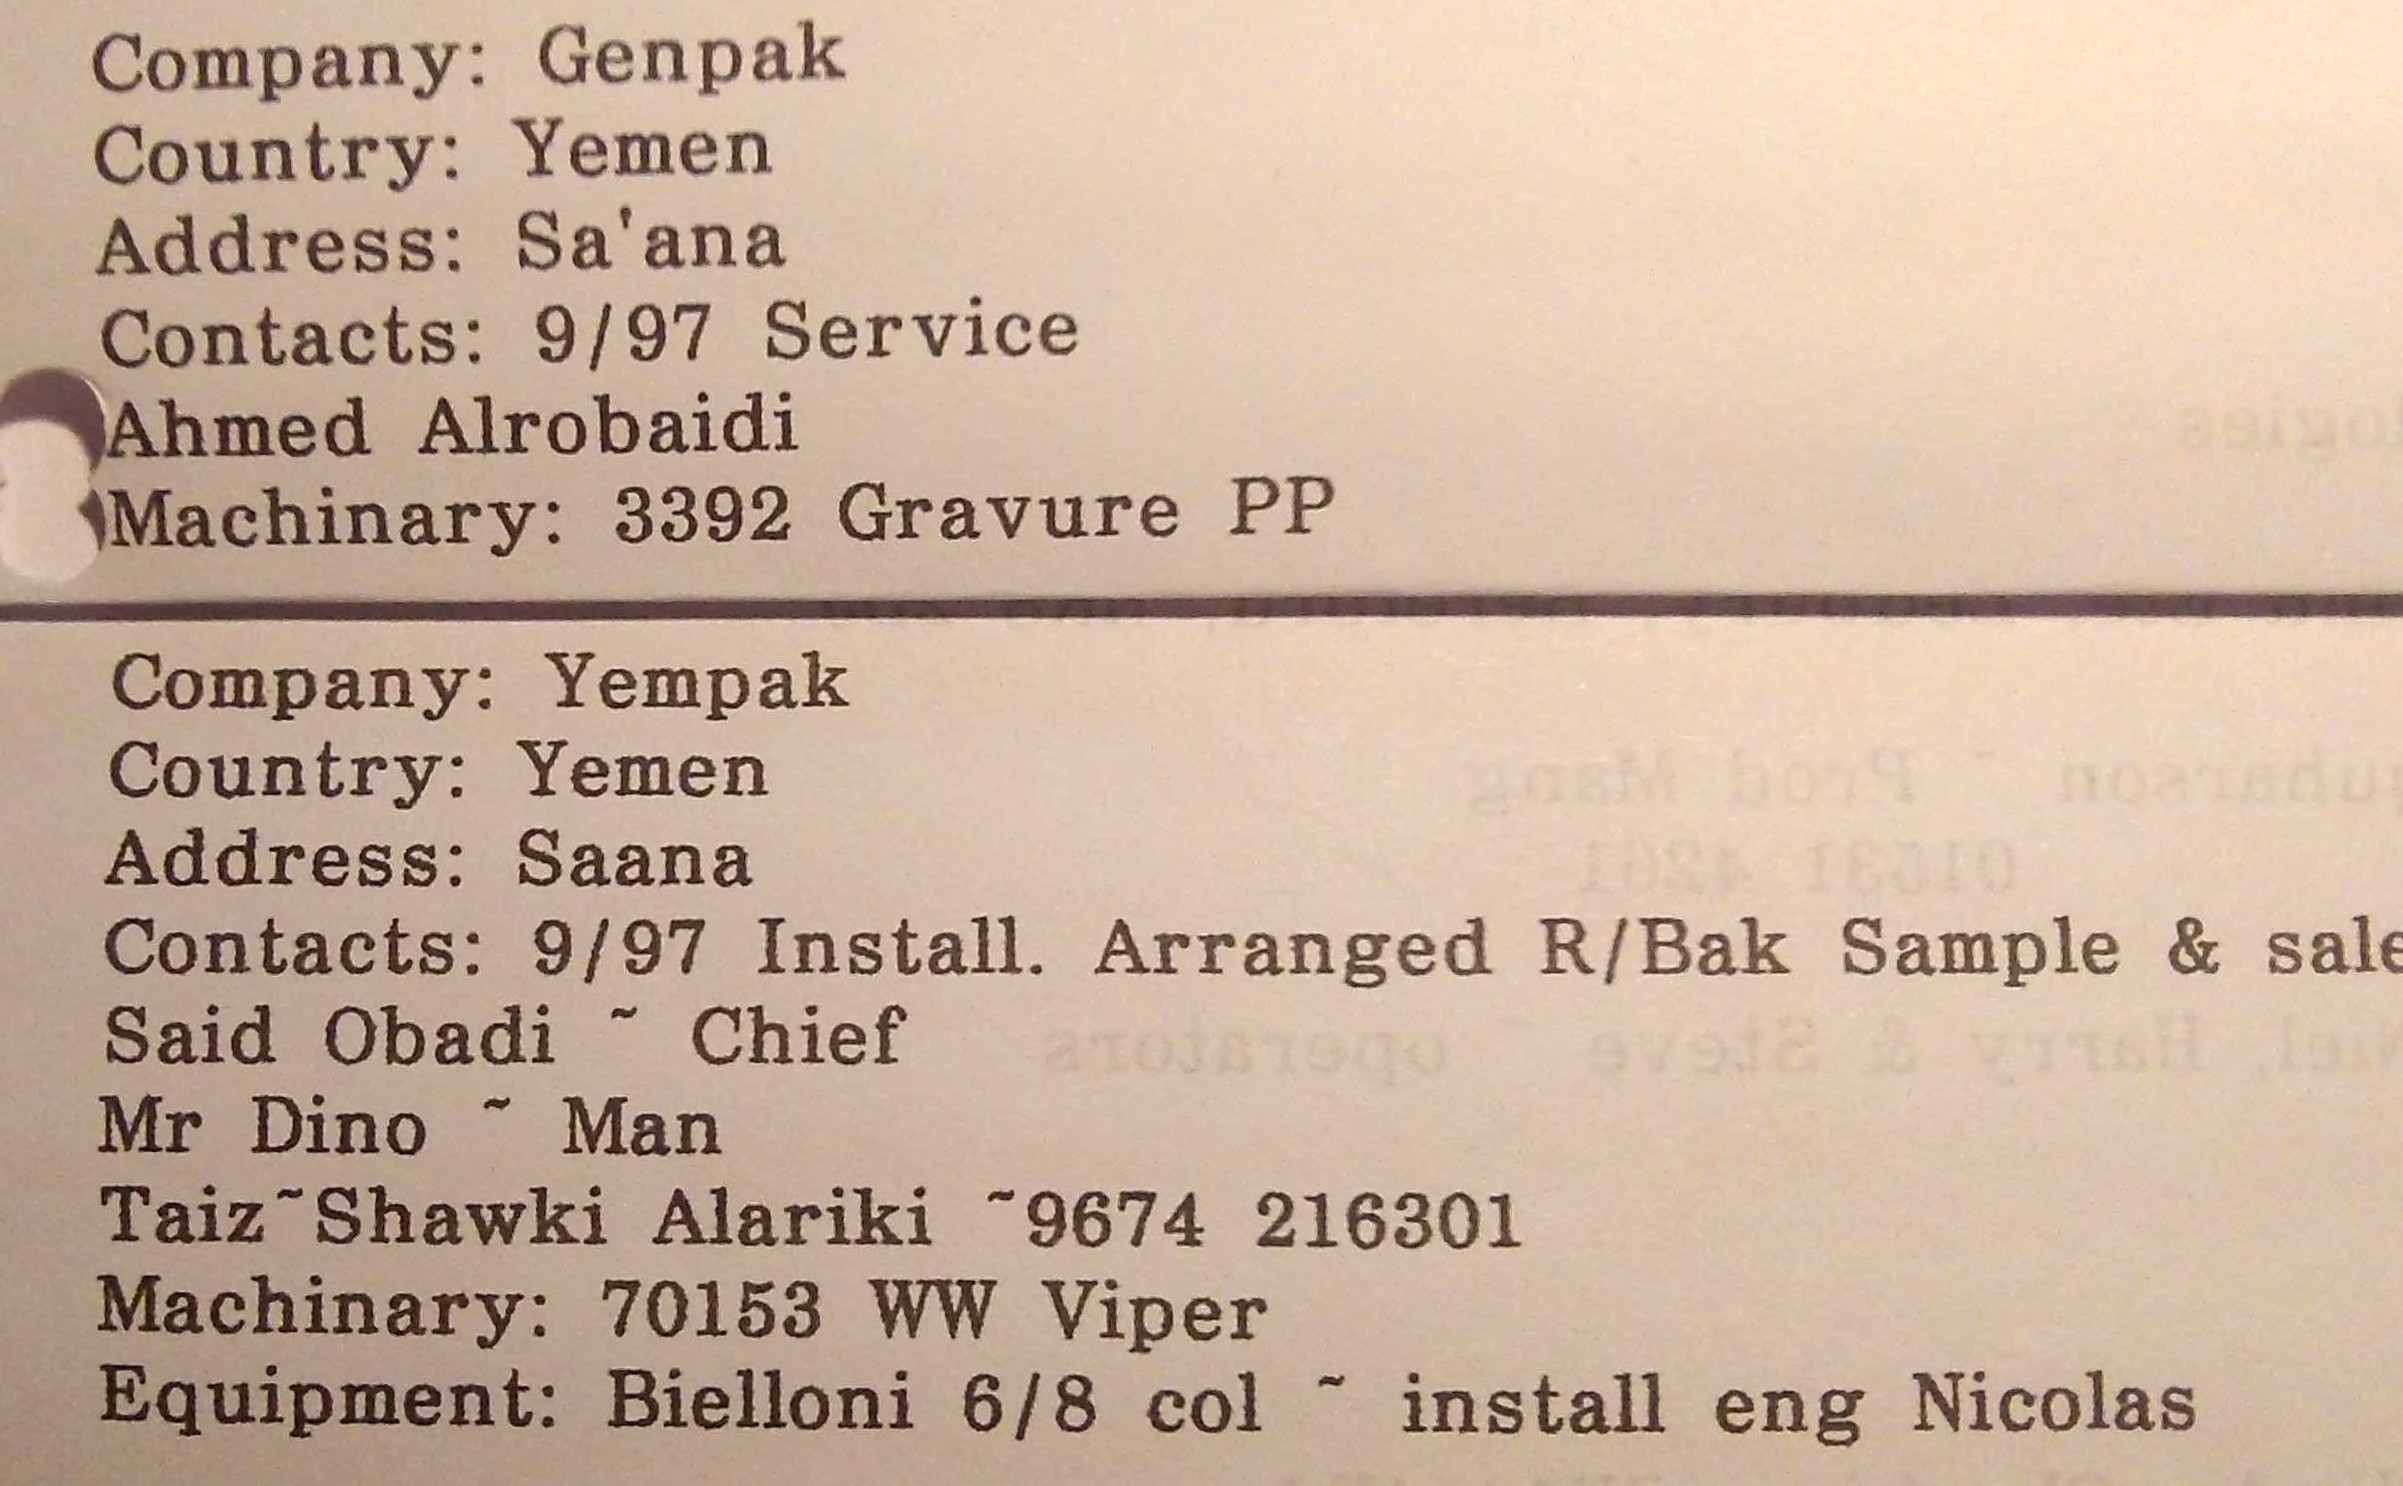 Company: Genpak
Country: Yemen
Address: Sa'ana
Contacts: 9/97 Service
Ahmed Alrobaidi
Machinary: 3392 Gravure PP
Company: Yempak
Country: Yemen
Address: Saana
Contacts: 9/97 Install. Arranged R/Bak Sample & sale
Said Obadi ~ Chief
Mr Dino ~ Man
Taiz~Shawki Alariki ~9674 216301
Machinary: 70153 WW Viper
Equipment: Bielloni 6/8 col ~ install eng Nicolas